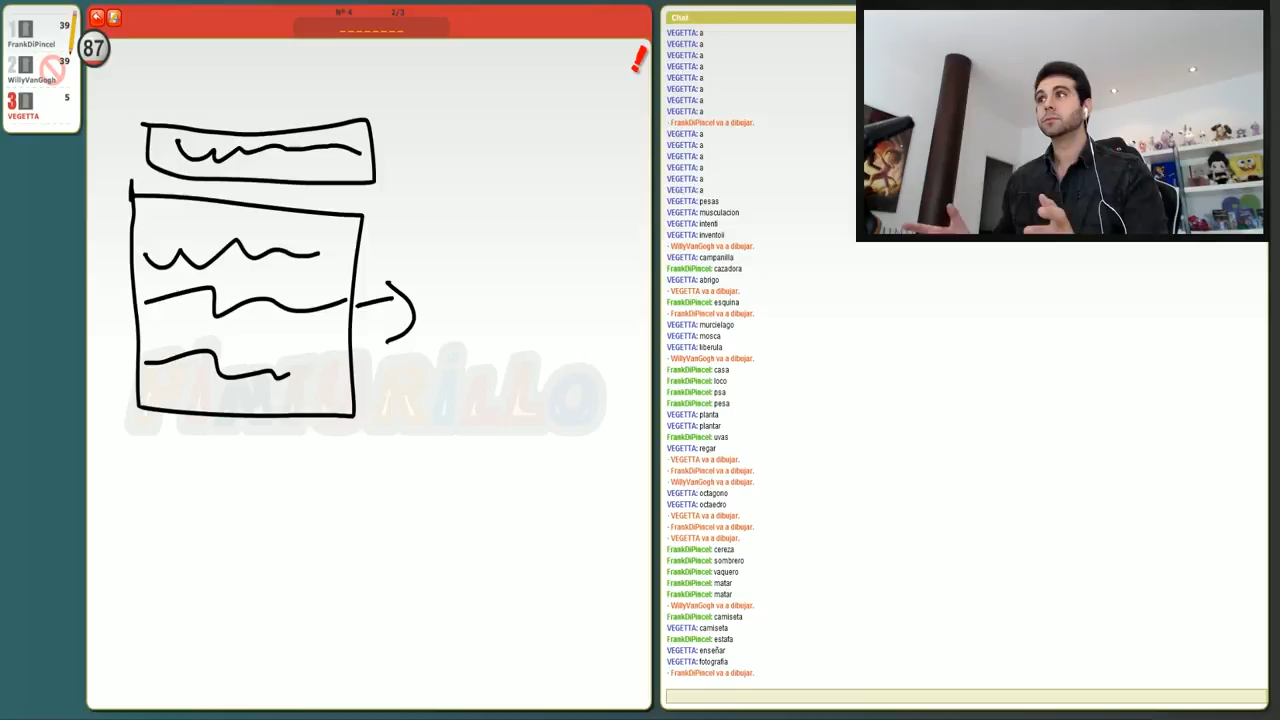 Nº 4 2/3
_ _ _ _ _ _ _ _
1 39
FrankDiPincel
87
2 39
WillyVanGogh
3 5
VEGETTA
Chat
VEGETTA: a
VEGETTA: a
VEGETTA: a
VEGETTA: a
VEGETTA: a
VEGETTA: a
VEGETTA: a
VEGETTA: a
· FrankDiPincel va a dibujar.
VEGETTA: a
VEGETTA: a
VEGETTA: a
VEGETTA: a
VEGETTA: a
VEGETTA: a
VEGETTA: pesas
VEGETTA: musculacion
VEGETTA: intenti
VEGETTA: inventoii
· WillyVanGogh va a dibujar.
VEGETTA: campanilla
FrankDiPincel: cazadora
VEGETTA: abrigo
· VEGETTA va a dibujar.
FrankDiPincel: esquina
· FrankDiPincel va a dibujar.
VEGETTA: murcielago
VEGETTA: mosca
VEGETTA: liberula
· WillyVanGogh va a dibujar.
FrankDiPincel: casa
FrankDiPincel: loco
FrankDiPincel: psa
FrankDiPincel: pesa
VEGETTA: planta
VEGETTA: plantar
FrankDiPincel: uvas
VEGETTA: regar
· VEGETTA va a dibujar.
· FrankDiPincel va a dibujar.
· WillyVanGogh va a dibujar.
VEGETTA: octagono
VEGETTA: octaedro
· VEGETTA va a dibujar.
· FrankDiPincel va a dibujar.
· VEGETTA va a dibujar.
FrankDiPincel: cereza
FrankDiPincel: sombrero
FrankDiPincel: vaquero
FrankDiPincel: matar
FrankDiPincel: matar
· WillyVanGogh va a dibujar.
FrankDiPincel: camiseta
VEGETTA: camiseta
FrankDiPincel: estafa
VEGETTA: enseñar
VEGETTA: fotografia
· FrankDiPincel va a dibujar.